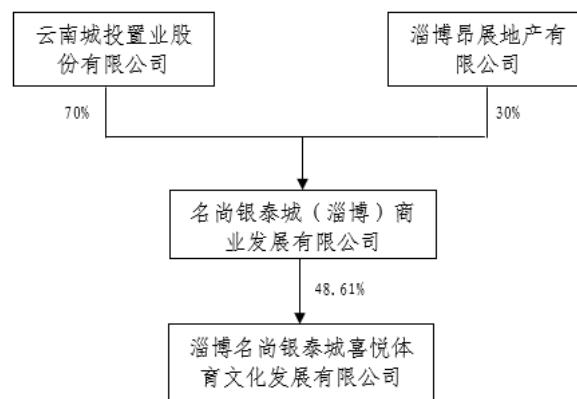 云南城投置业股
份有限公司
淄博昂展地产有
限公司
70%
30%
名尚银泰城（淄博）商
业发展有限公司
48.61%
淄博名尚银泰城喜悦体
育文化发展有限公司